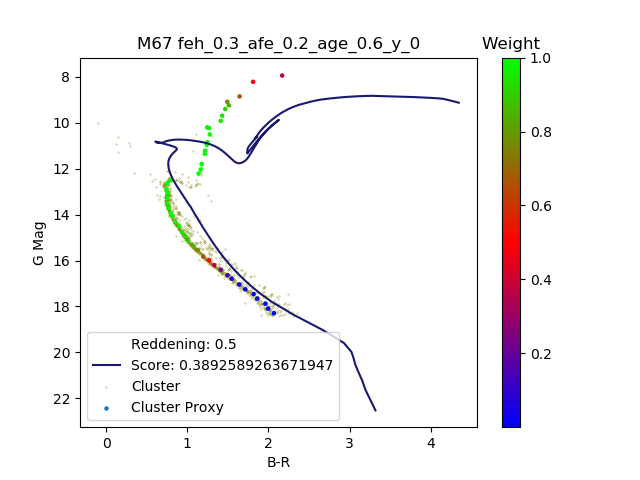 M67 feh_0.3_afe_0.2_age_0.6_y_0
Weight
8
10
12
14
16
18
20
22
G Mag
0
1
2
3
4
B-R
Reddening: 0.5
Score: 0.3892589263671947
Cluster
Cluster Proxy
1.0
0.8
0.6
0.4
0.2